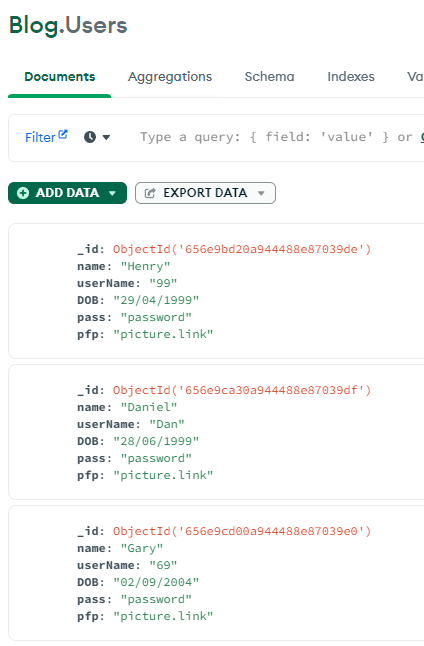 Blog.Users
Documents Aggregations Schema Indexes Va
Filter Type a query: { field: 'value' } or
ADD DATA EXPORT DATA
_id: ObjectId('656e9bd20a944488e87039de')
name: "Henry"
userName: "99"
DOB: "29/04/1999"
pass: "password"
pfp: "picture.link"
_id: ObjectId('656e9ca30a944488e87039df')
name: "Daniel"
userName: "Dan"
DOB: "28/06/1999"
pass: "password"
pfp: "picture.link"
_id: ObjectId('656e9cd00a944488e87039e0')
name: "Gary"
userName: "69"
DOB: "02/09/2004"
pass: "password"
pfp: "picture.link"